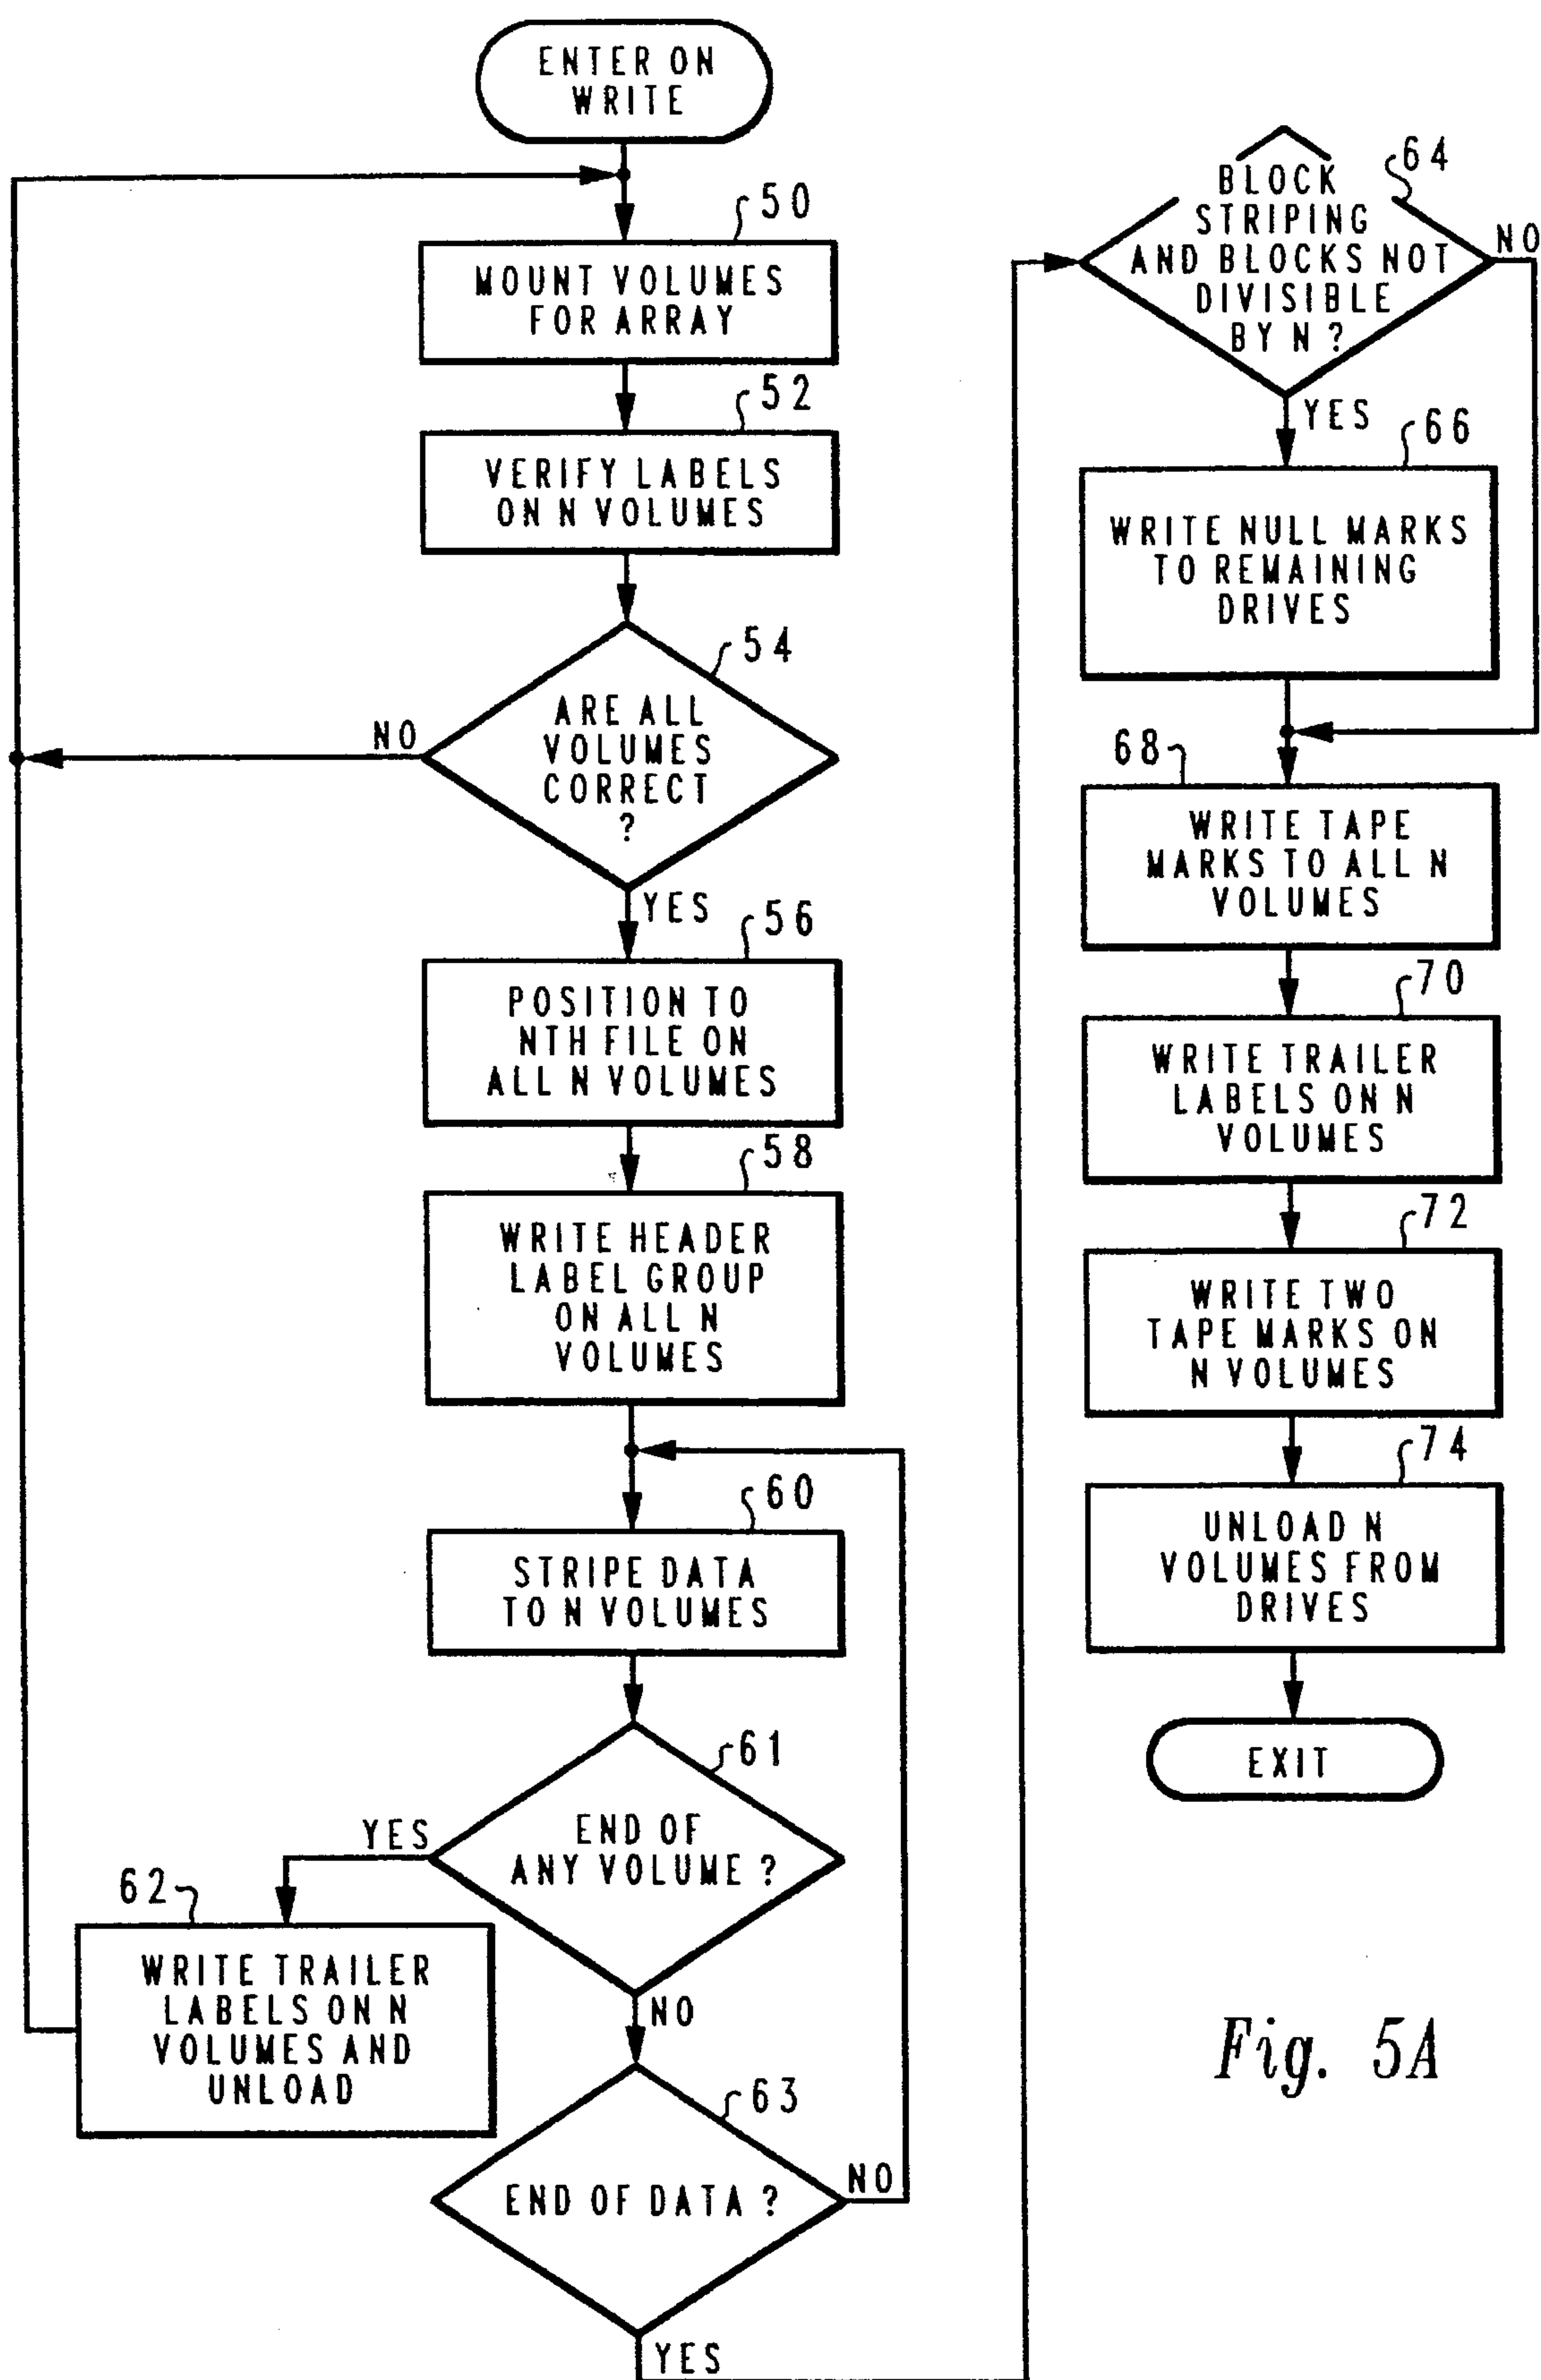 ENTER ON
WRITE
50
MOUNT VOLUMES
FOR ARRAY
52
VERIFY LABELS
ON N VOLUMES
54
ARE ALL
VOLUMES
CORRECT
?
NO
YES
56
POSITION TO
NTH FILE ON
ALL N VOLUMES
58
WRITE HEADER
LABEL GROUP
ON ALL N
VOLUMES
60
STRIPE DATA
TO N VOLUMES
61
END OF
ANY VOLUME ?
YES
NO
62
WRITE TRAILER
LABELS ON N
VOLUMES AND
UNLOAD
63
END OF DATA ?
NO
YES
64
BLOCK
STRIPING
AND BLOCKS NOT
DIVISIBLE
BY N ?
NO
YES
66
WRITE NULL MARKS
TO REMAINING
DRIVES
68
WRITE TAPE
MARKS TO ALL N
VOLUMES
70
WRITE TRAILER
LABELS ON N
VOLUMES
72
WRITE TWO
TAPE MARKS ON
N VOLUMES
74
UNLOAD N
VOLUMES FROM
DRIVES
EXIT
Fig. 5A